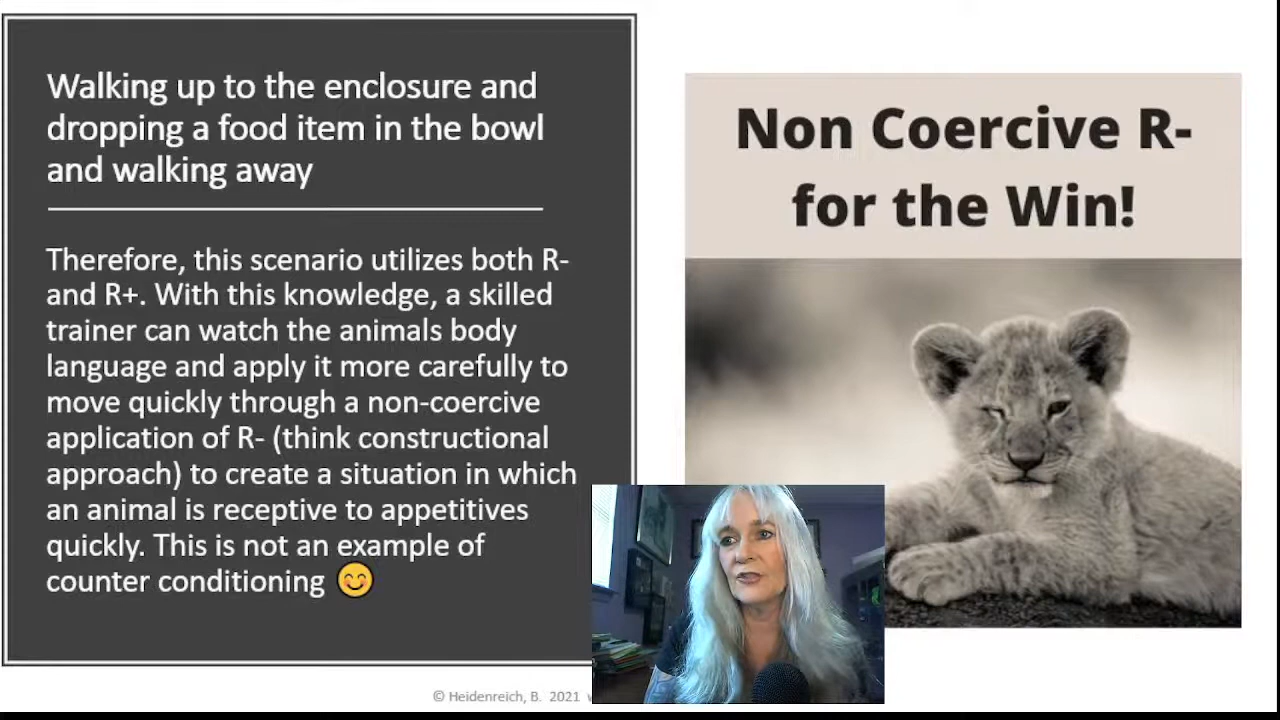 Walking up to the enclosure and
dropping a food item in the bowl
and walking away
Therefore, this scenario utilizes both R-
and R+. With this knowledge, a skilled
trainer can watch the animals body
language and apply it more carefully to
move quickly through a non-coercive
application of R- (think constructional
approach) to create a situation in which
an animal is receptive to appetitives
quickly. This is not an example of
counter conditioning 😊
Non Coercive R-
for the Win!
© Heidenreich, B. 2021